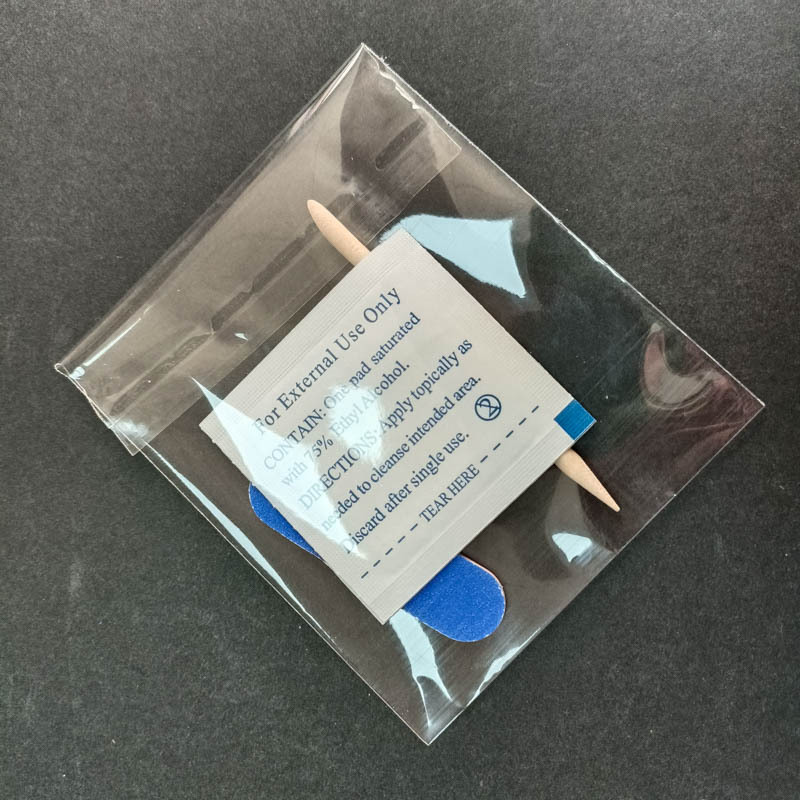 For External Use Only
CONTAIN: One pad saturated
with 75% Ethyl Alcohol.
DIRECTIONS: Apply topically as
needed to cleanse intended area.
Discard after single use.
TEAR HERE